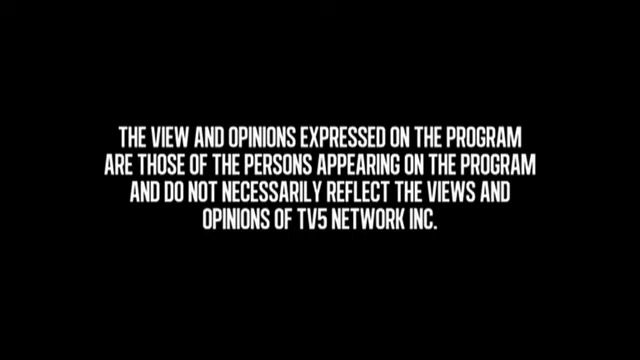 THE VIEW AND OPINIONS EXPRESSED ON THE PROGRAM
ARE THOSE OF THE PERSONS APPEARING ON THE PROGRAM
AND DO NOT NECESSARILY REFLECT THE VIEWS AND
OPINIONS OF TV5 NETWORK INC.